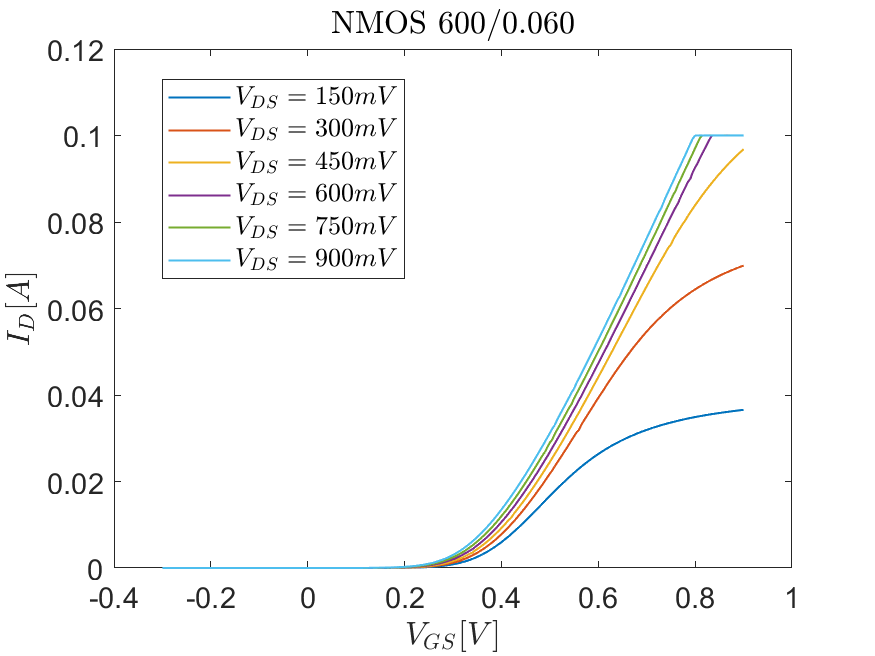 NMOS 600/0.060
0.12
0.1
0.08
0.06
0.04
0.02
0
I_D[A]
V_DS = 150mV
V_DS = 300mV
V_DS = 450mV
V_DS = 600mV
V_DS = 750mV
V_DS = 900mV
-0.4 -0.2 0 0.2 0.4 0.6 0.8 1
V_GS[V]